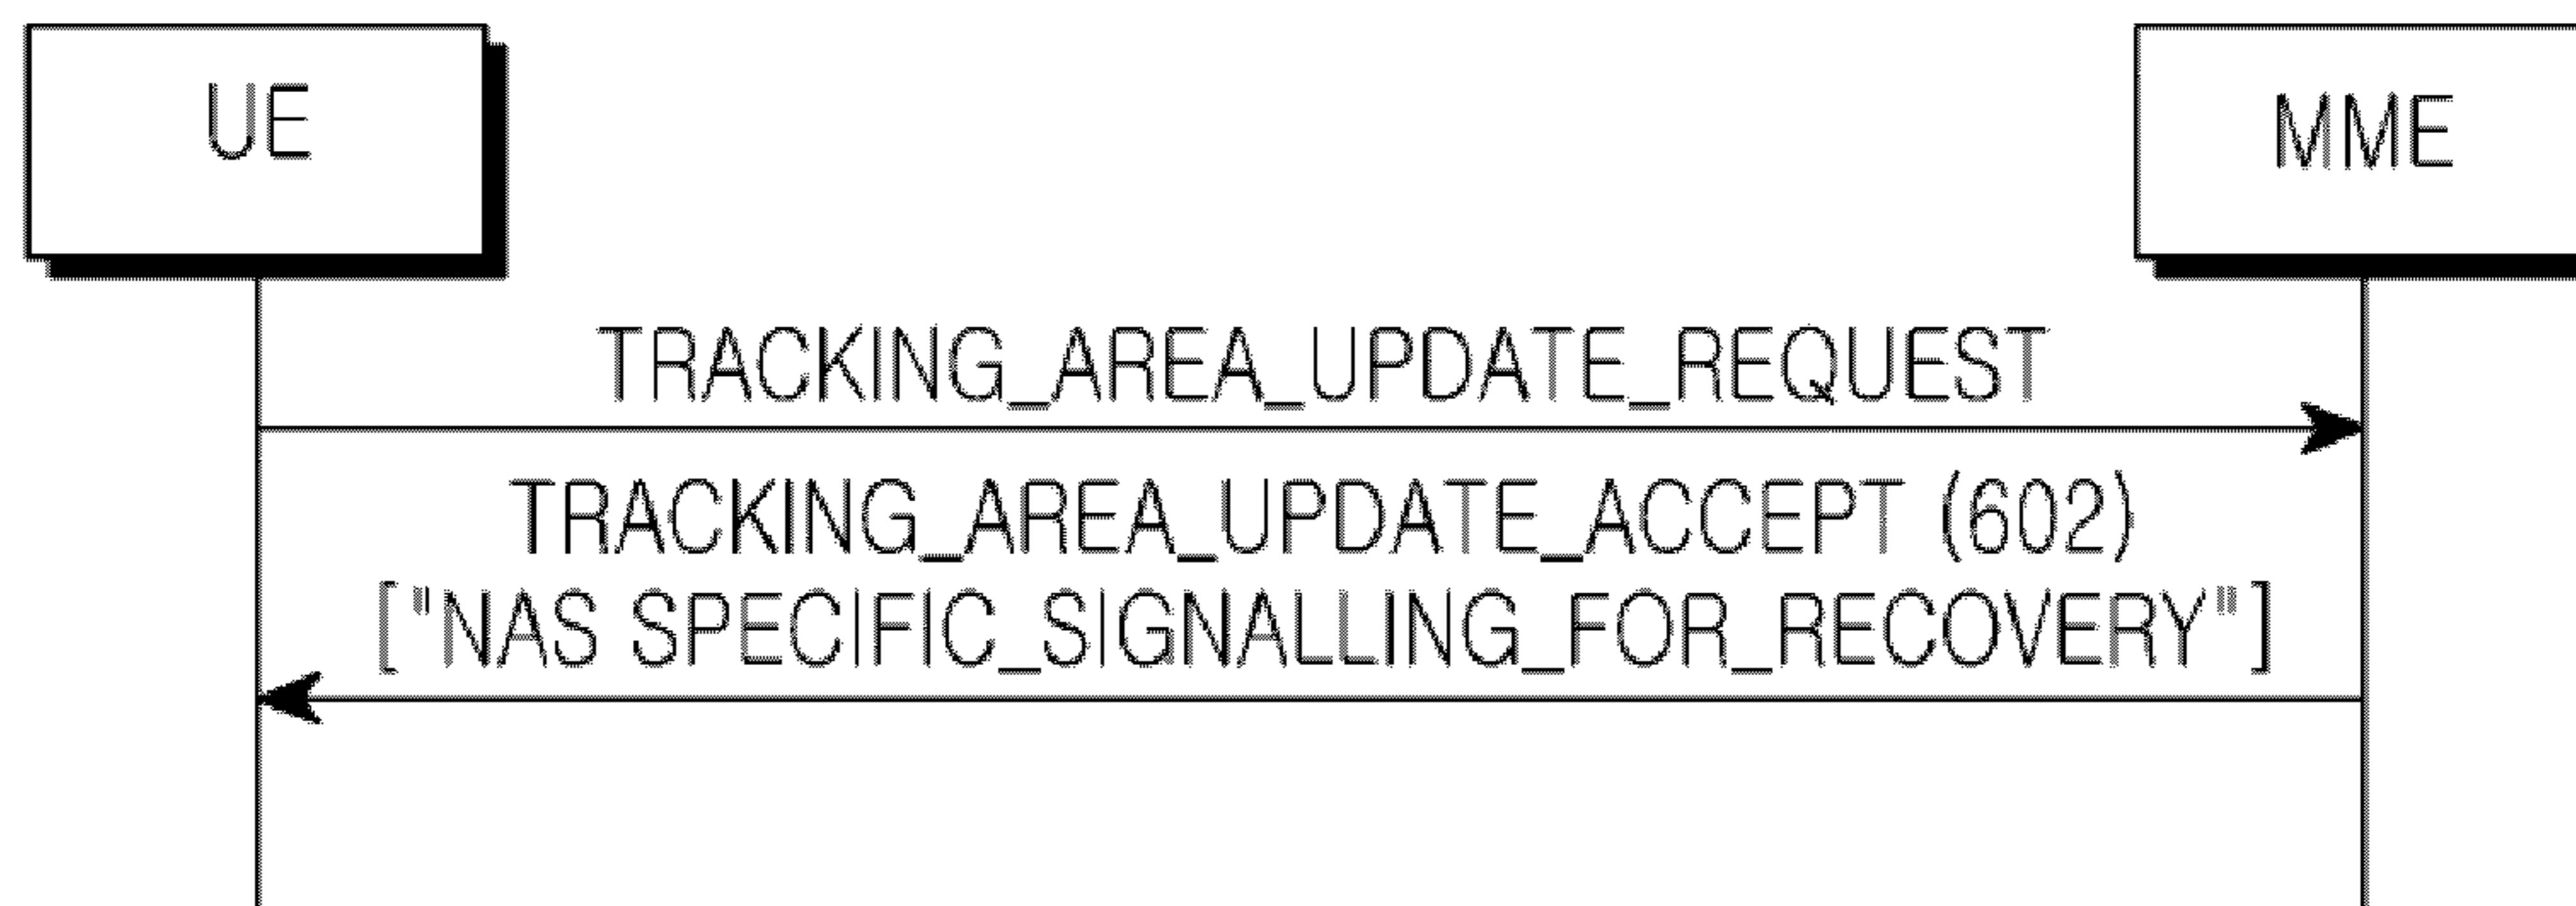 UE
MME
TRACKING_AREA_UPDATE_REQUEST
TRACKING_AREA_UPDATE_ACCEPT (602)
["NAS SPECIFIC_SIGNALLING_FOR_RECOVERY"]